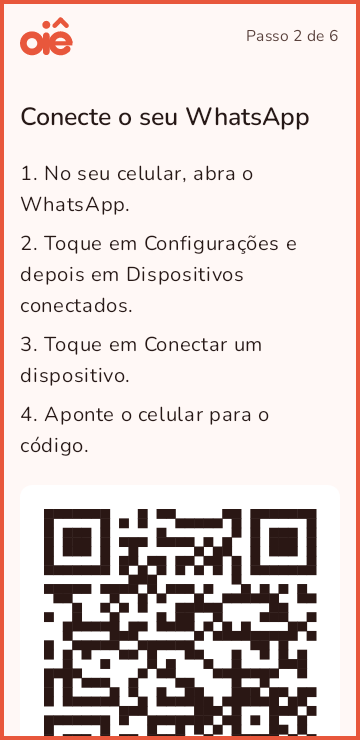 oiê
Passo 2 de 6
Conecte o seu WhatsApp
1. No seu celular, abra o
WhatsApp.
2. Toque em Configurações e
depois em Dispositivos
conectados.
3. Toque em Conectar um
dispositivo.
4. Aponte o celular para o
código.